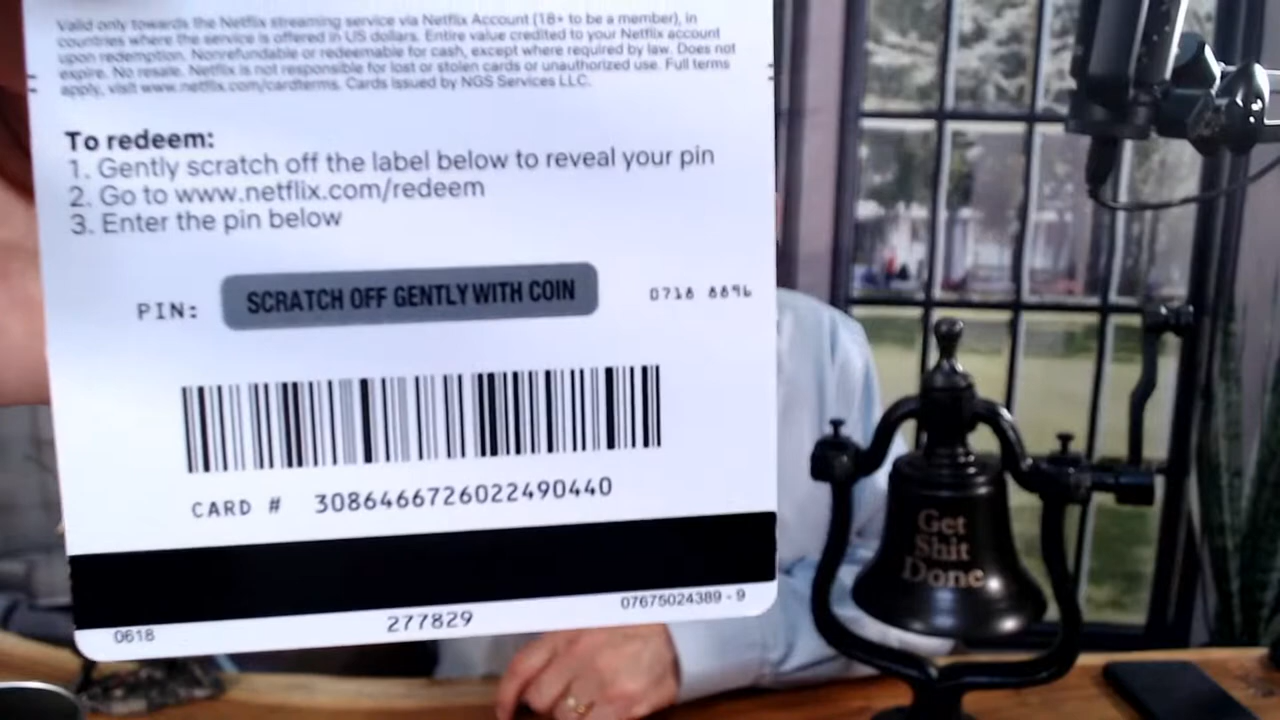 Valid only towards the Netflix streaming service via Netflix Account (18+ to be a member), in
countries where the service is offered in US dollars. Entire value credited to your Netflix account
upon redemption. Nonrefundable or redeemable for cash, except where required by law. Does not
expire. No resale. Netflix is not responsible for lost or stolen cards or unauthorized use. Full terms
apply, visit www.netflix.com/cardterms. Cards issued by NGS Services LLC.
To redeem:
1. Gently scratch off the label below to reveal your pin
2. Go to www.netflix.com/redeem
3. Enter the pin below
PIN: SCRATCH OFF GENTLY WITH COIN 0718 8896
CARD # 3086466726022490440
0618 277829 07675024389 - 9
Get
Shit
Done